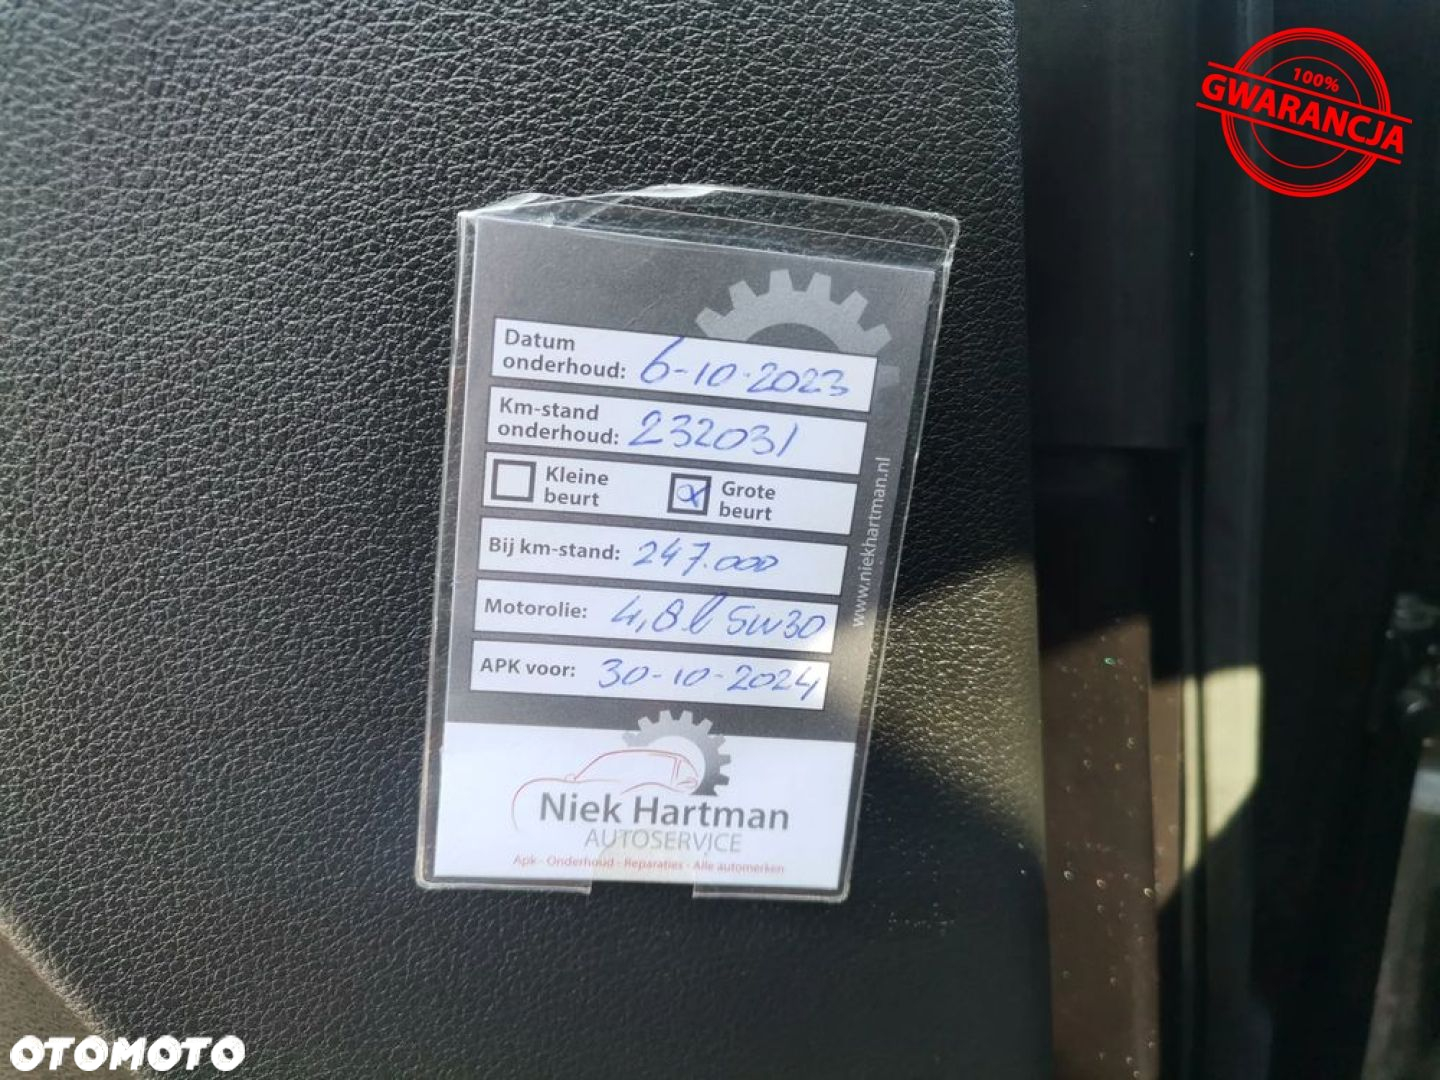 100%
GWARANCJA
Datum
onderhoud: 6-10-2023
Km-stand
onderhoud: 232031
Kleine
beurt
Grote
beurt
Bij km-stand: 247.000
Motorolie: 4,8 l 5W30
APK voor: 30-10-2024
www.niekhartman.nl
Niek Hartman
AUTOSERVICE
Apk - Onderhoud - Reparaties - Alle automerken
OTOMOTO